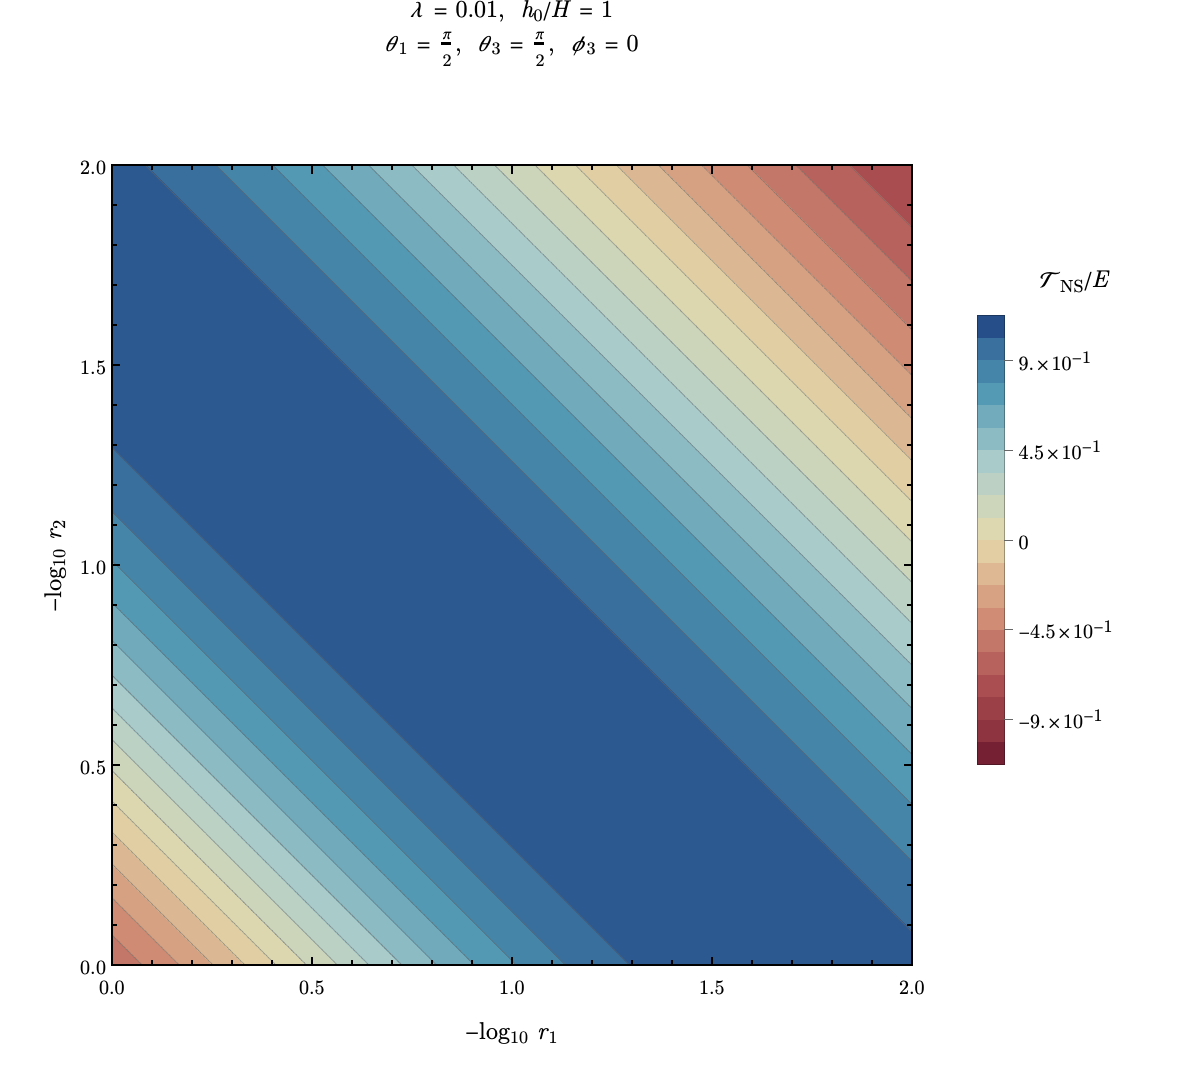 λ = 0.01, h₀/H = 1
θ₁ = π/2, θ₃ = π/2, ϕ₃ = 0
2.0
1.5
1.0
0.5
0.0
−log₁₀ r₂
0.0 0.5 1.0 1.5 2.0
−log₁₀ r₁
𝒯 NS/E
9.×10⁻¹
4.5×10⁻¹
0
−4.5×10⁻¹
−9.×10⁻¹